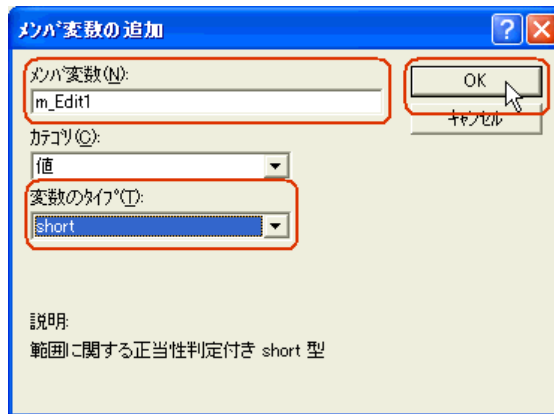 メンバ変数の追加
メンバ変数(N):
m_Edit1
OK
キャンセル
カテゴリ(C):
値
変数のタイプ(T):
short
説明:
範囲に関する正当性判定付き short 型